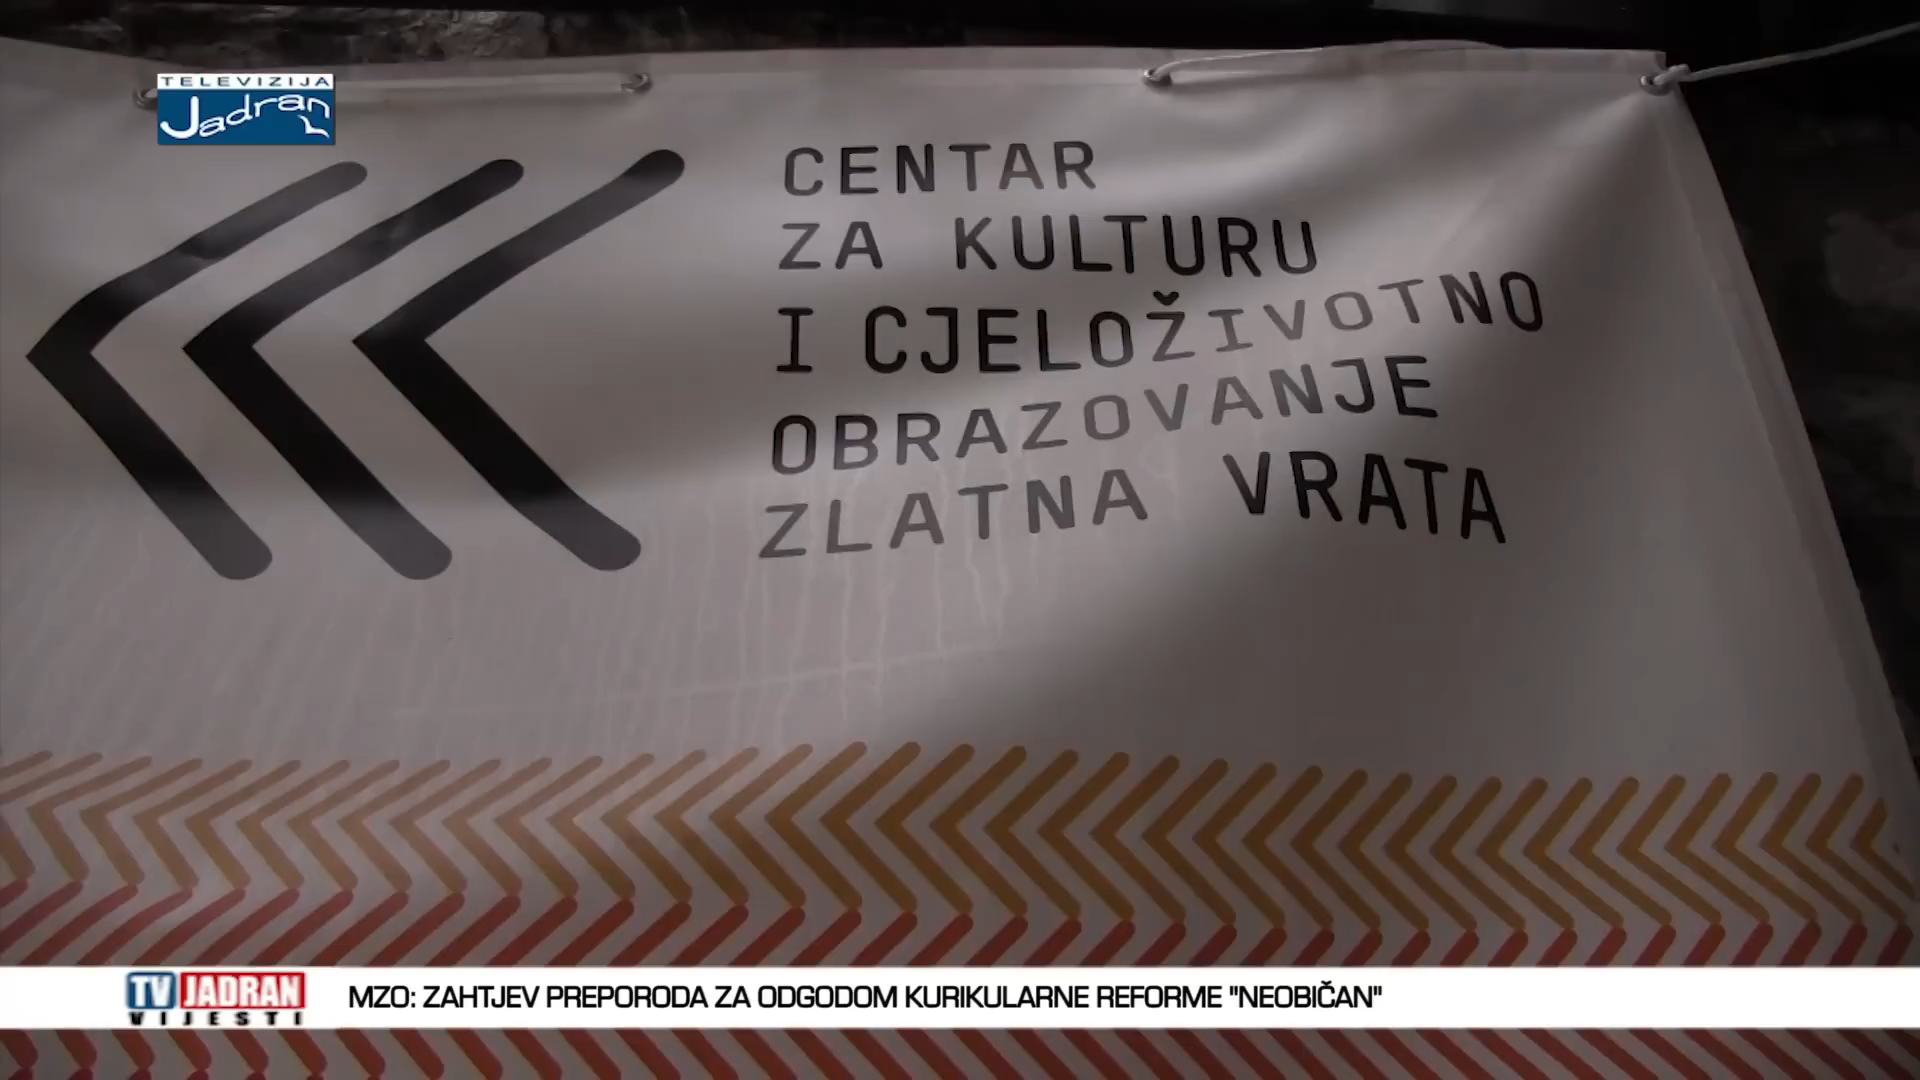 TELEVIZIJA
Jadran
CENTAR
ZA KULTURU
I CJELOŽIVOTNO
OBRAZOVANJE
ZLATNA VRATA
TV JADRAN
VIJESTI
MZO: ZAHTJEV PREPORODA ZA ODGODOM KURIKULARNE REFORME "NEOBIČAN"